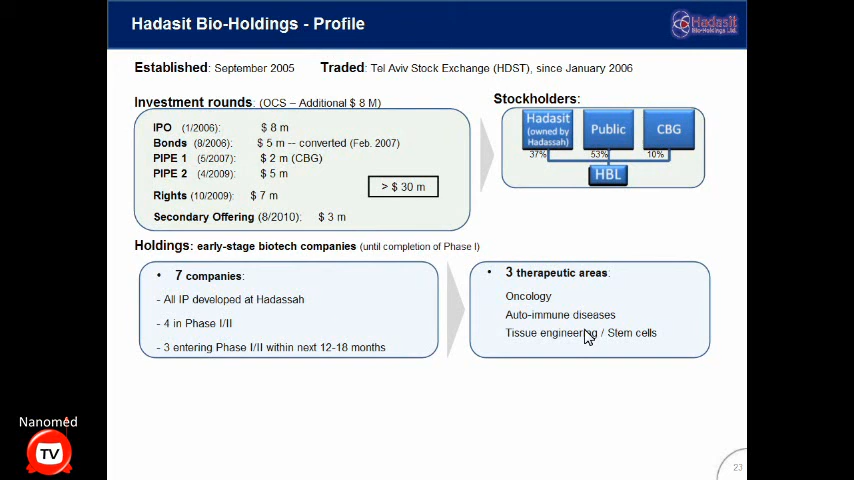 Hadasit Bio-Holdings - Profile
Hadasit
Bio-Holdings Ltd.
Established: September 2005 Traded: Tel Aviv Stock Exchange (HDST), since January 2006
Investment rounds: (OCS – Additional $ 8 M)
IPO (1/2006) $ 8 m
Bonds (8/2006) $ 5 m -- converted (Feb. 2007)
PIPE 1 (5/2007) $ 2 m (CBG)
PIPE 2 (4/2009) $ 5 m
> $ 30 m
Rights (10/2009) $ 7 m
Secondary Offering (8/2010): $ 3 m
Stockholders:
Hadasit (owned by Hadassah)
Public
CBG
37% 53% 10%
HBL
Holdings: early-stage biotech companies (until completion of Phase I)
• 7 companies:
- All IP developed at Hadassah
- 4 in Phase I/II
- 3 entering Phase I/II within next 12-18 months
• 3 therapeutic areas:
Oncology
Auto-immune diseases
Tissue engineering / Stem cells
Nanomed
TV
23